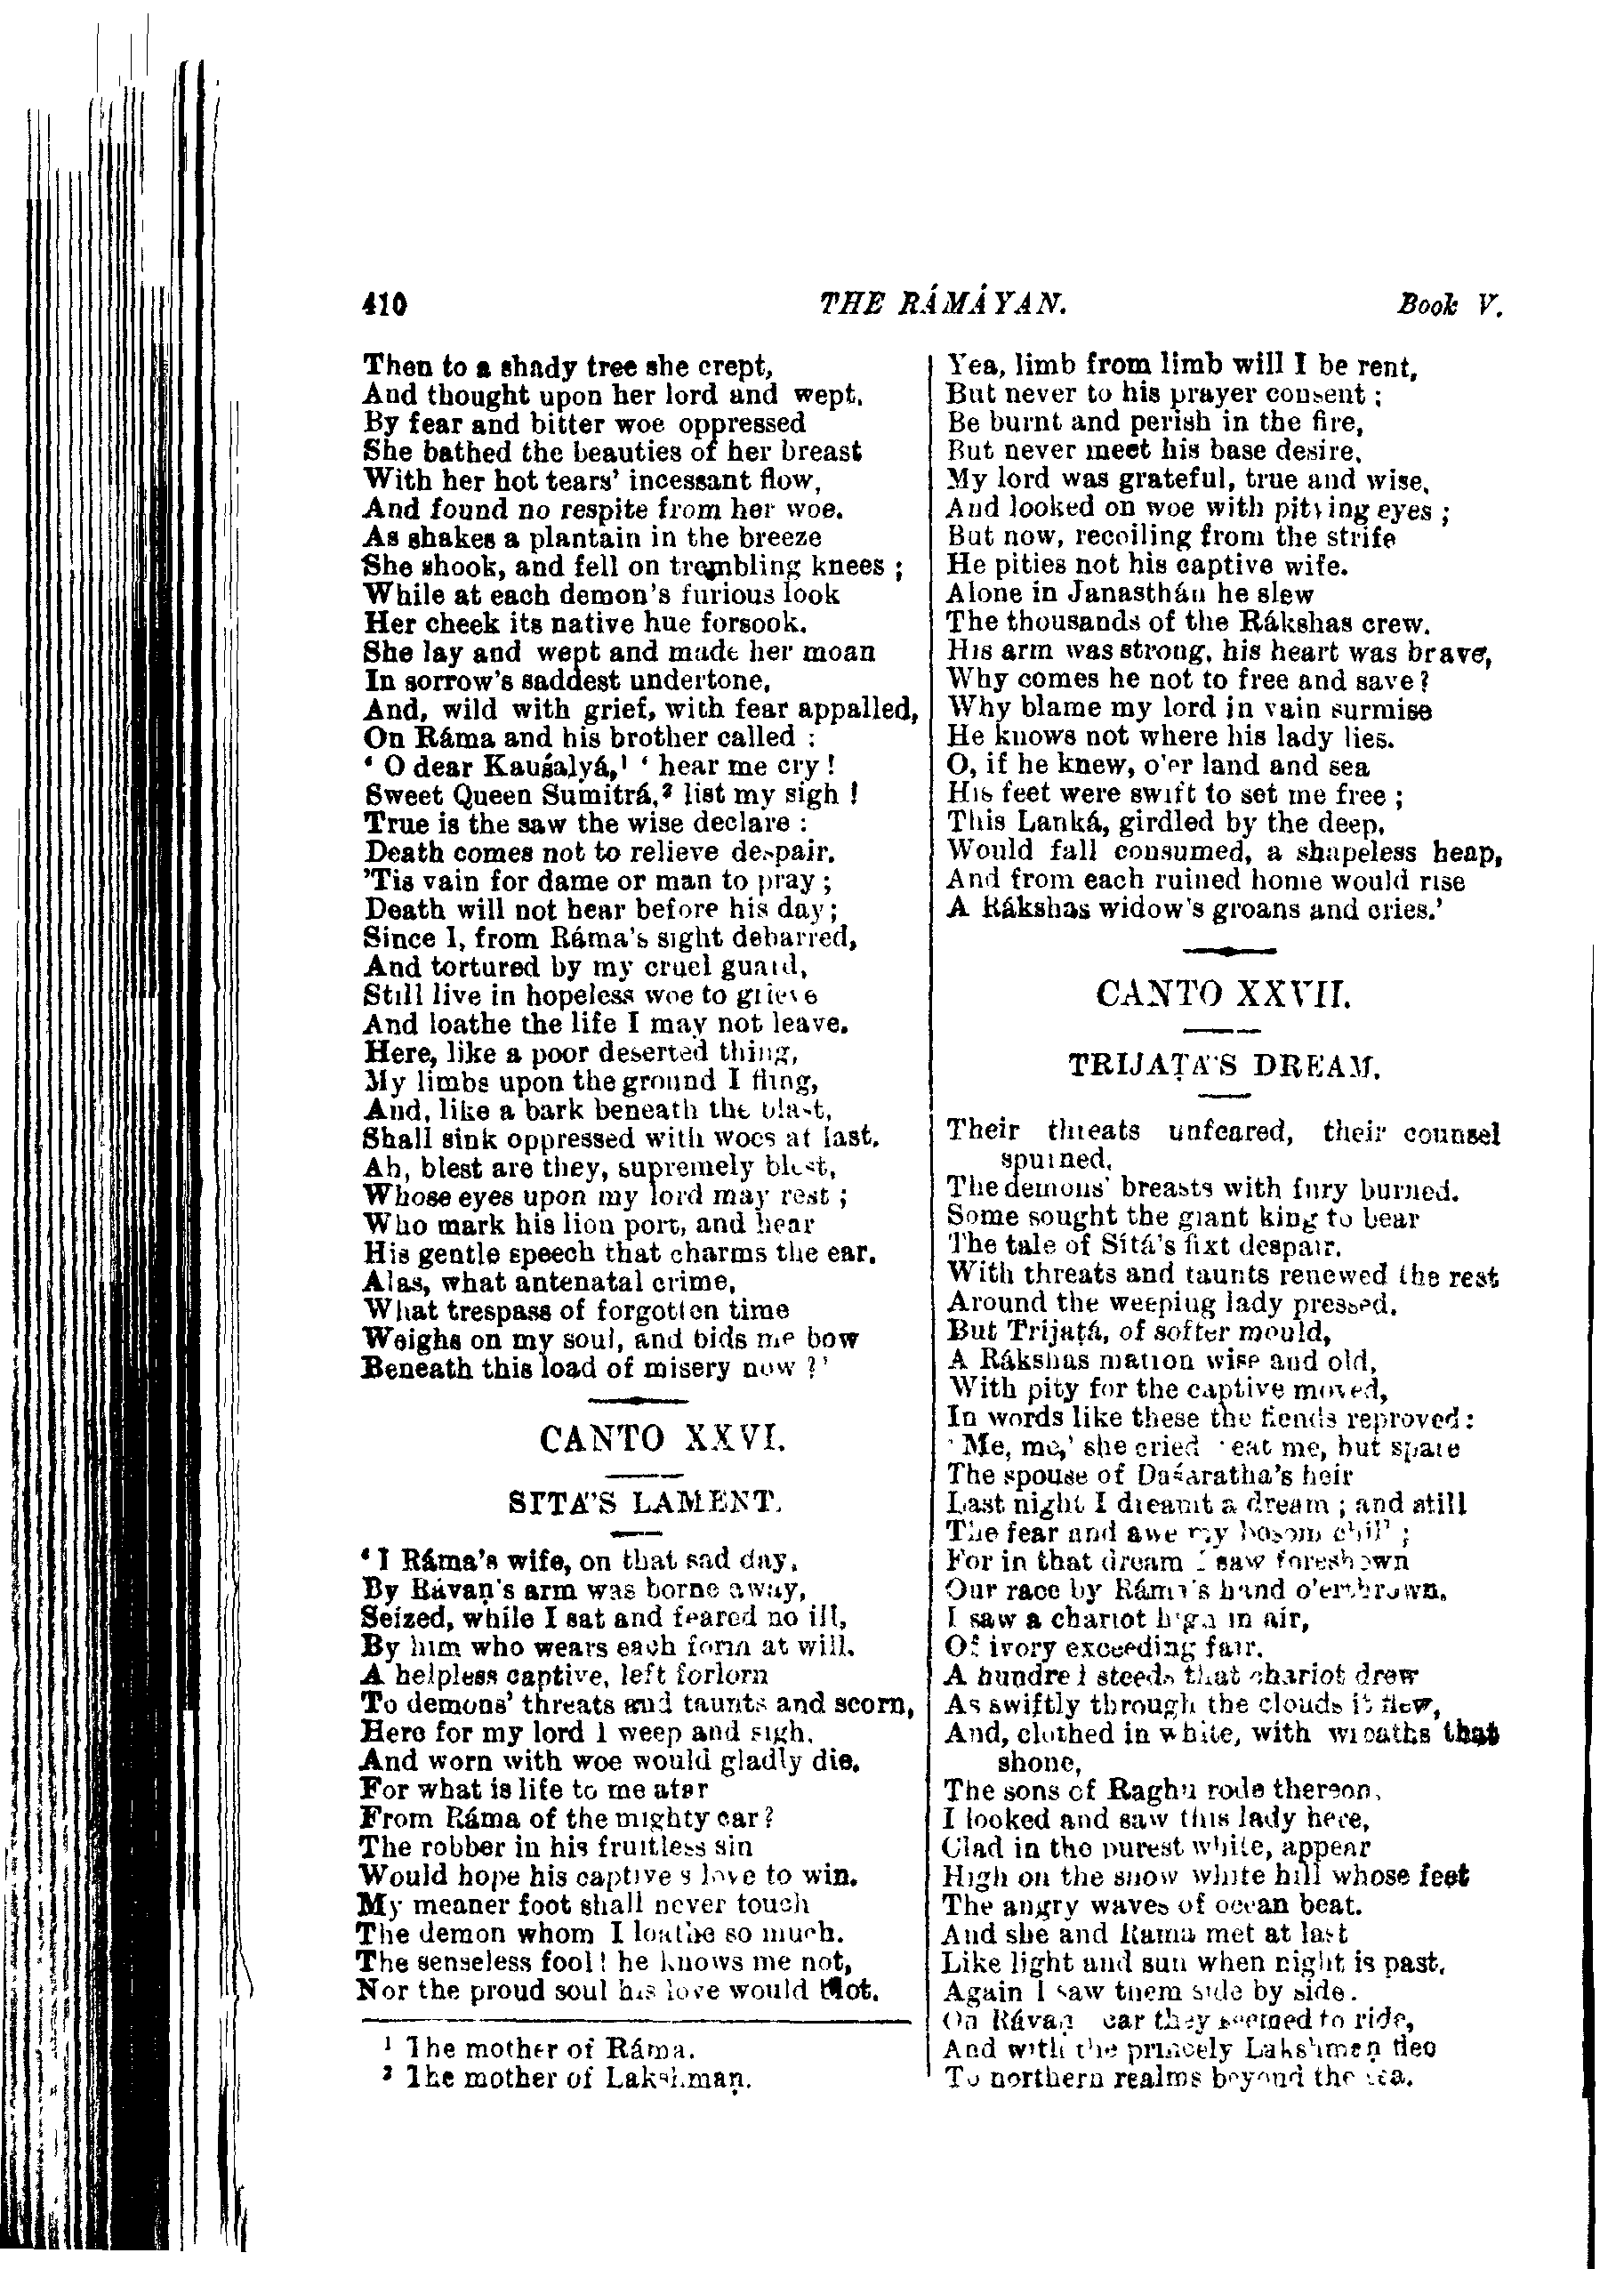 410 THE RÁMÁYAN. Book V.
Then to a shady tree she crept,
And thought upon her lord and wept.
By fear and bitter woe oppressed
She bathed the beauties of her breast
With her hot tears' incessant flow,
And found no respite from her woe.
As shakes a plantain in the breeze
She shook, and fell on trembling knees ;
While at each demon's furious look
Her cheek its native hue forsook.
She lay and wept and made her moan
In sorrow's saddest undertone,
And, wild with grief, with fear appalled,
On Ráma and his brother called :
‘ O dear Kauśalyá,¹ ‘ hear me cry !
Sweet Queen Sumitrá,² list my sigh !
True is the saw the wise declare :
Death comes not to relieve despair.
'Tis vain for dame or man to pray ;
Death will not hear before his day ;
Since I, from Ráma's sight debarred,
And tortured by my cruel guard,
Still live in hopeless woe to grieve
And loathe the life I may not leave.
Here, like a poor deserted thing,
My limbs upon the ground I fling,
And, like a bark beneath the blast,
Shall sink oppressed with woes at last.
Ah, blest are they, supremely blest,
Whose eyes upon my lord may rest ;
Who mark his lion port, and hear
His gentle speech that charms the ear.
Alas, what antenatal crime,
What trespass of forgotten time
Weighs on my soul, and bids me bow
Beneath this load of misery now ?’
CANTO XXVI.
SÍTÁ'S LAMENT.
‘ I Ráma's wife, on that sad day,
By Rávaṇ's arm was borne away,
Seized, while I sat and feared no ill,
By him who wears each form at will.
A helpless captive, left forlorn
To demons' threats and taunts and scorn,
Here for my lord I weep and sigh,
And worn with woe would gladly die.
For what is life to me afar
From Ráma of the mighty car ?
The robber in his fruitless sin
Would hope his captive's love to win.
My meaner foot shall never touch
The demon whom I loathe so much.
The senseless fool ! he knows me not,
Nor the proud soul his love would blot.
¹ The mother of Ráma.
² The mother of Lakshmaṇ.
Yea, limb from limb will I be rent,
But never to his prayer consent ;
Be burnt and perish in the fire,
But never meet his base desire.
My lord was grateful, true and wise,
And looked on woe with pitying eyes ;
But now, recoiling from the strife
He pities not his captive wife.
Alone in Janasthán he slew
The thousands of the Rákshas crew.
His arm was strong, his heart was brave,
Why comes he not to free and save ?
Why blame my lord in vain surmise
He knows not where his lady lies.
O, if he knew, o'er land and sea
His feet were swift to set me free ;
This Lanká, girdled by the deep,
Would fall consumed, a shapeless heap,
And from each ruined home would rise
A Rákshas widow's groans and cries.’
CANTO XXVII.
TRIJAṬÁ'S DREAM.
Their threats unfeared, their counsel
spurned,
The demons' breasts with fury burned.
Some sought the giant king to bear
The tale of Sítá's fixt despair.
With threats and taunts renewed the rest
Around the weeping lady pressed.
But Trijaṭá, of softer mould,
A Rákshas matron wise and old,
With pity for the captive moved,
In words like these the fiends reproved :
‘ Me, me,’ she cried ‘ eat me, but spare
The spouse of Daśaratha's heir
Last night I dreamt a dream ; and still
The fear and awe my bosom chill ;
For in that dream I saw foreshown
Our race by Ráma's hand o'erthrown.
I saw a chariot high in air,
Of ivory exceeding fair.
A hundred steeds that chariot drew
As swiftly through the clouds it flew,
And, clothed in white, with wreaths that
shone,
The sons of Raghu rode thereon.
I looked and saw this lady here,
Clad in the purest white, appear
High on the snow white hill whose feet
The angry waves of ocean beat.
And she and Ráma met at last
Like light and sun when night is past.
Again I saw them side by side.
On Rávaṇ car they seemed to ride,
And with the princely Lakshmaṇ flee
To northern realms beyond the sea.